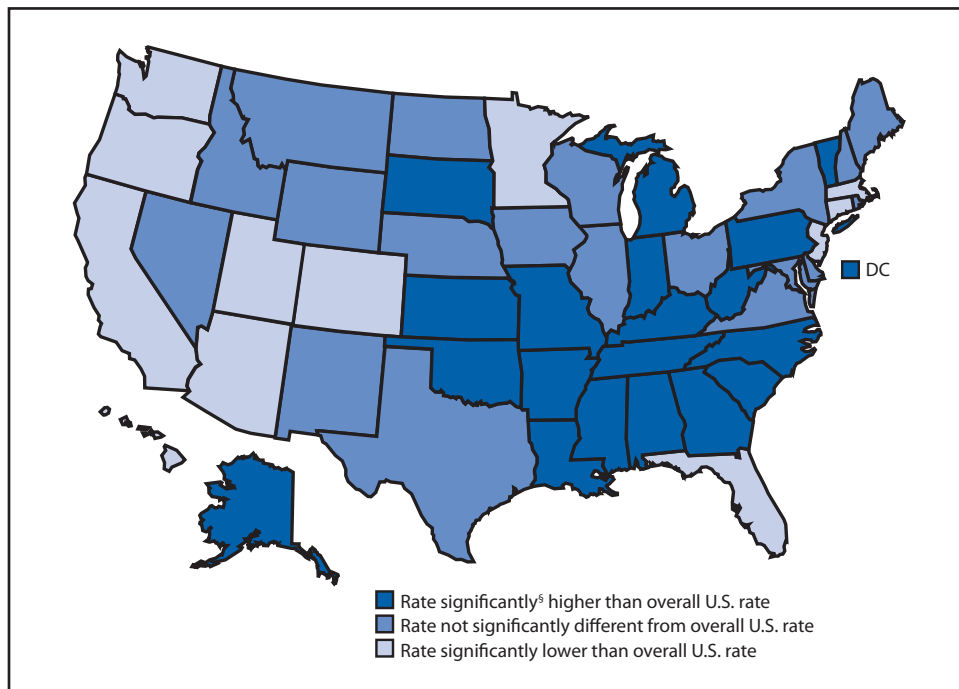 DC
Rate significantly§ higher than overall U.S. rate
Rate not significantly different from overall U.S. rate
Rate significantly lower than overall U.S. rate